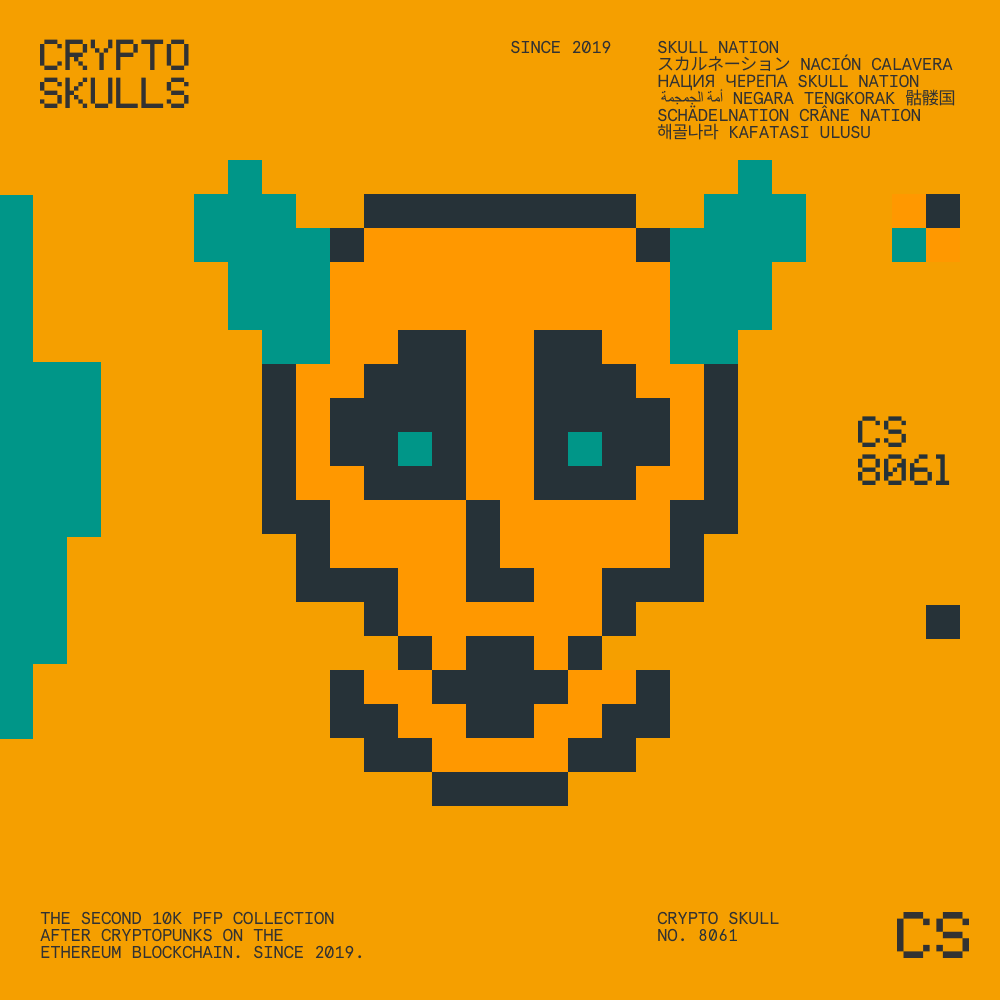 CRYPTO
SKULLS
SINCE 2019
SKULL NATION
スカルネーション NACIÓN CALAVERA
НАЦИЯ ЧЕРЕПА SKULL NATION
أمة الجمجمة NEGARA TENGKORAK 骷髅国
SCHÄDELNATION CRÂNE NATION
해골나라 KAFATASI ULUSU
CS
8061
THE SECOND 10K PFP COLLECTION
AFTER CRYPTOPUNKS ON THE
ETHEREUM BLOCKCHAIN. SINCE 2019.
CRYPTO SKULL
NO. 8061
CS